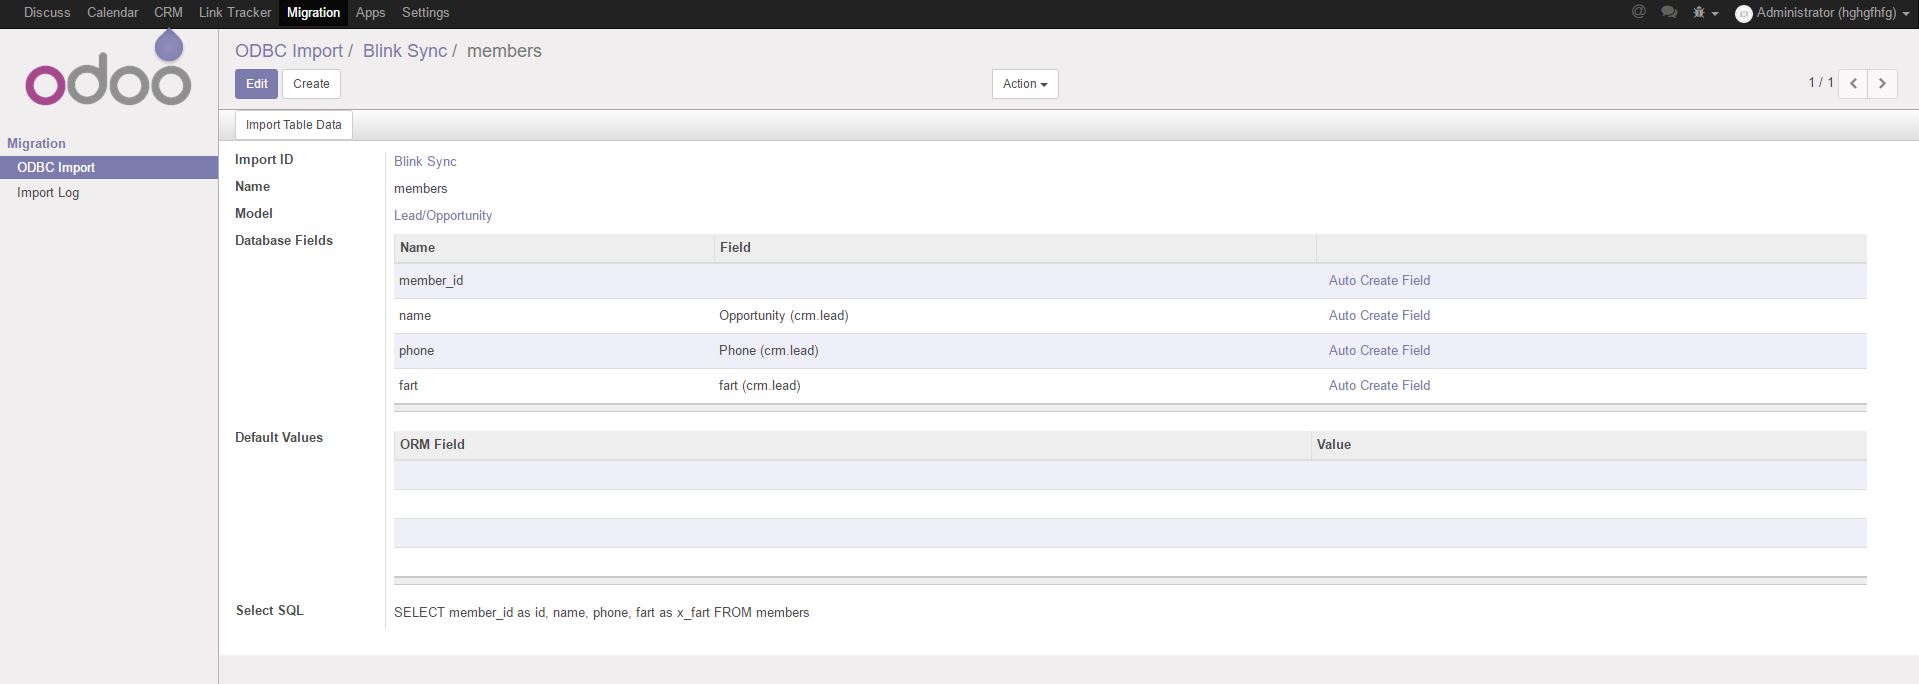 Discuss Calendar CRM Link Tracker Migration Apps Settings @ Administrator (hghgfhfg)
odoo
ODBC Import / Blink Sync / members
Edit Create Action 1 / 1
Import Table Data
Migration
ODBC Import
Import Log
Import ID Blink Sync
Name members
Model Lead/Opportunity
Database Fields
Name Field
member_id Auto Create Field
name Opportunity (crm.lead) Auto Create Field
phone Phone (crm.lead) Auto Create Field
fart fart (crm.lead) Auto Create Field
Default Values
ORM Field Value
Select SQL SELECT member_id as id, name, phone, fart as x_fart FROM members